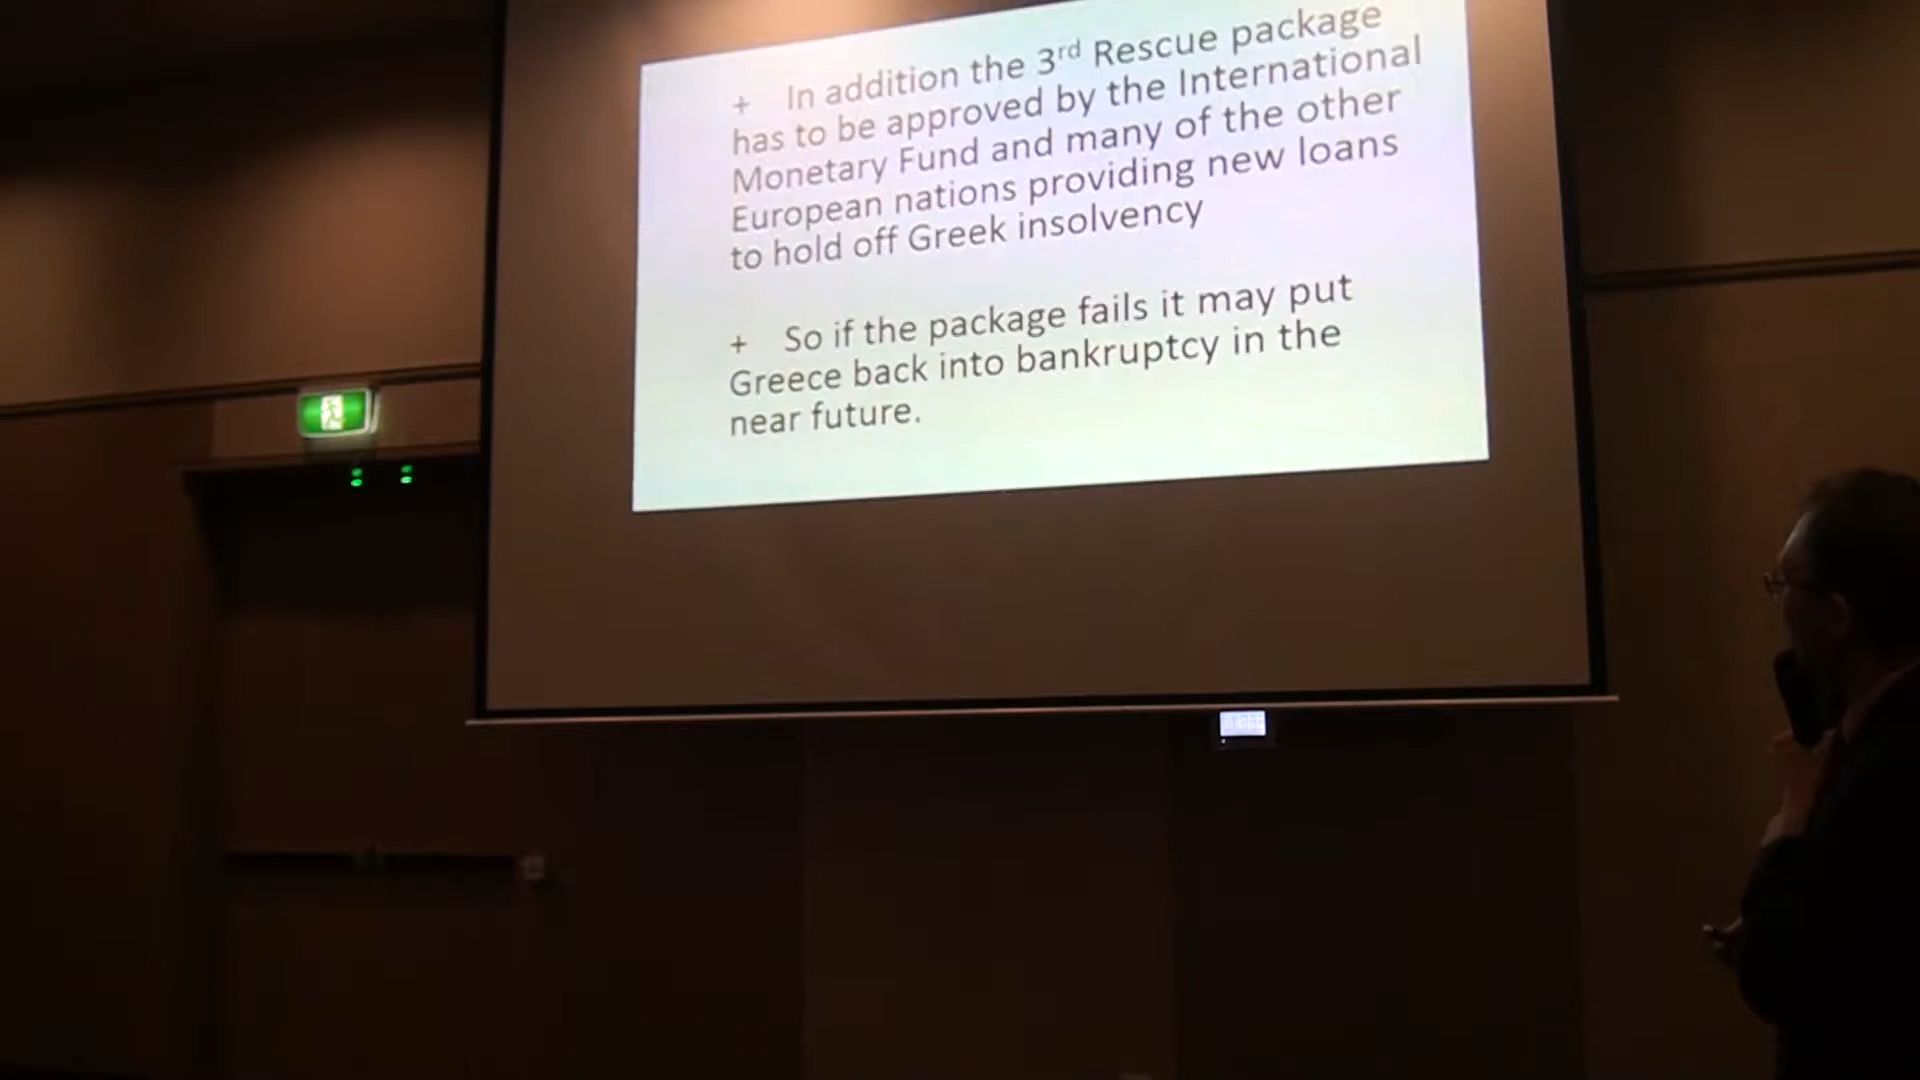 + In addition the 3rd Rescue package
has to be approved by the International
Monetary Fund and many of the other
European nations providing new loans
to hold off Greek insolvency
+ So if the package fails it may put
Greece back into bankruptcy in the
near future.